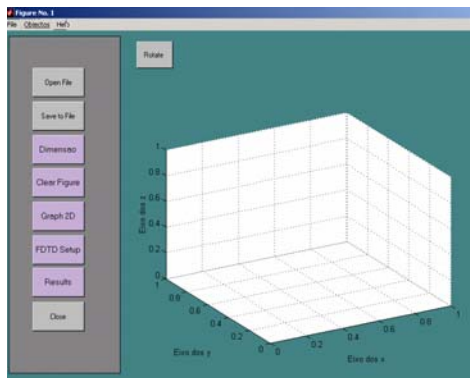 Figure No. 1
File Objectos Help
Rotate
Open File
Save to File
Dimensao
Clear Figure
Graph 2D
FDTD Setup
Results
Close
1
0.8
0.6
0.4
0.2
0
Eixo dos z
1
0.8
0.6
0.4
0.2
0
Eixo dos y
0
0.2
0.4
0.6
0.8
1
Eixo dos x